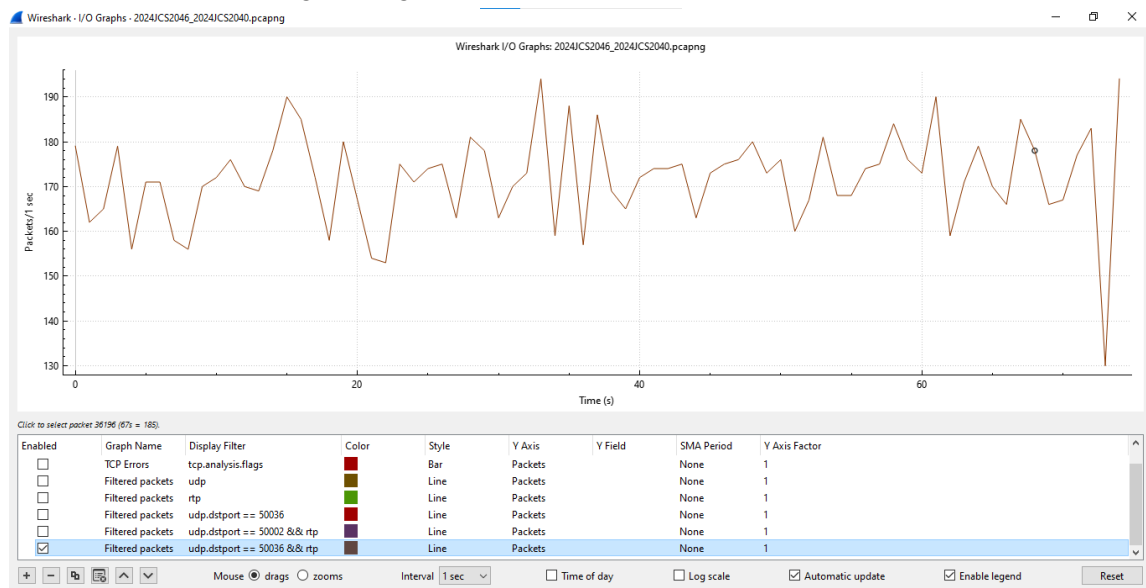 Wireshark · I/O Graphs · 2024JCS2046_2024JCS2040.pcapng
Wireshark I/O Graphs: 2024JCS2046_2024JCS2040.pcapng
190
180
170
160
150
140
130
Packets/1 sec
0 20 40 60
Time (s)
Click to select packet 36196 (67s = 185).
Enabled Graph Name Display Filter Color Style Y Axis Y Field SMA Period Y Axis Factor
TCP Errors tcp.analysis.flags Bar Packets None 1
Filtered packets udp Line Packets None 1
Filtered packets rtp Line Packets None 1
Filtered packets udp.dstport == 50036 Line Packets None 1
Filtered packets udp.dstport == 50002 && rtp Line Packets None 1
Filtered packets udp.dstport == 50036 && rtp Line Packets None 1
Mouse drags zooms Interval 1 sec Time of day Log scale Automatic update Enable legend Reset